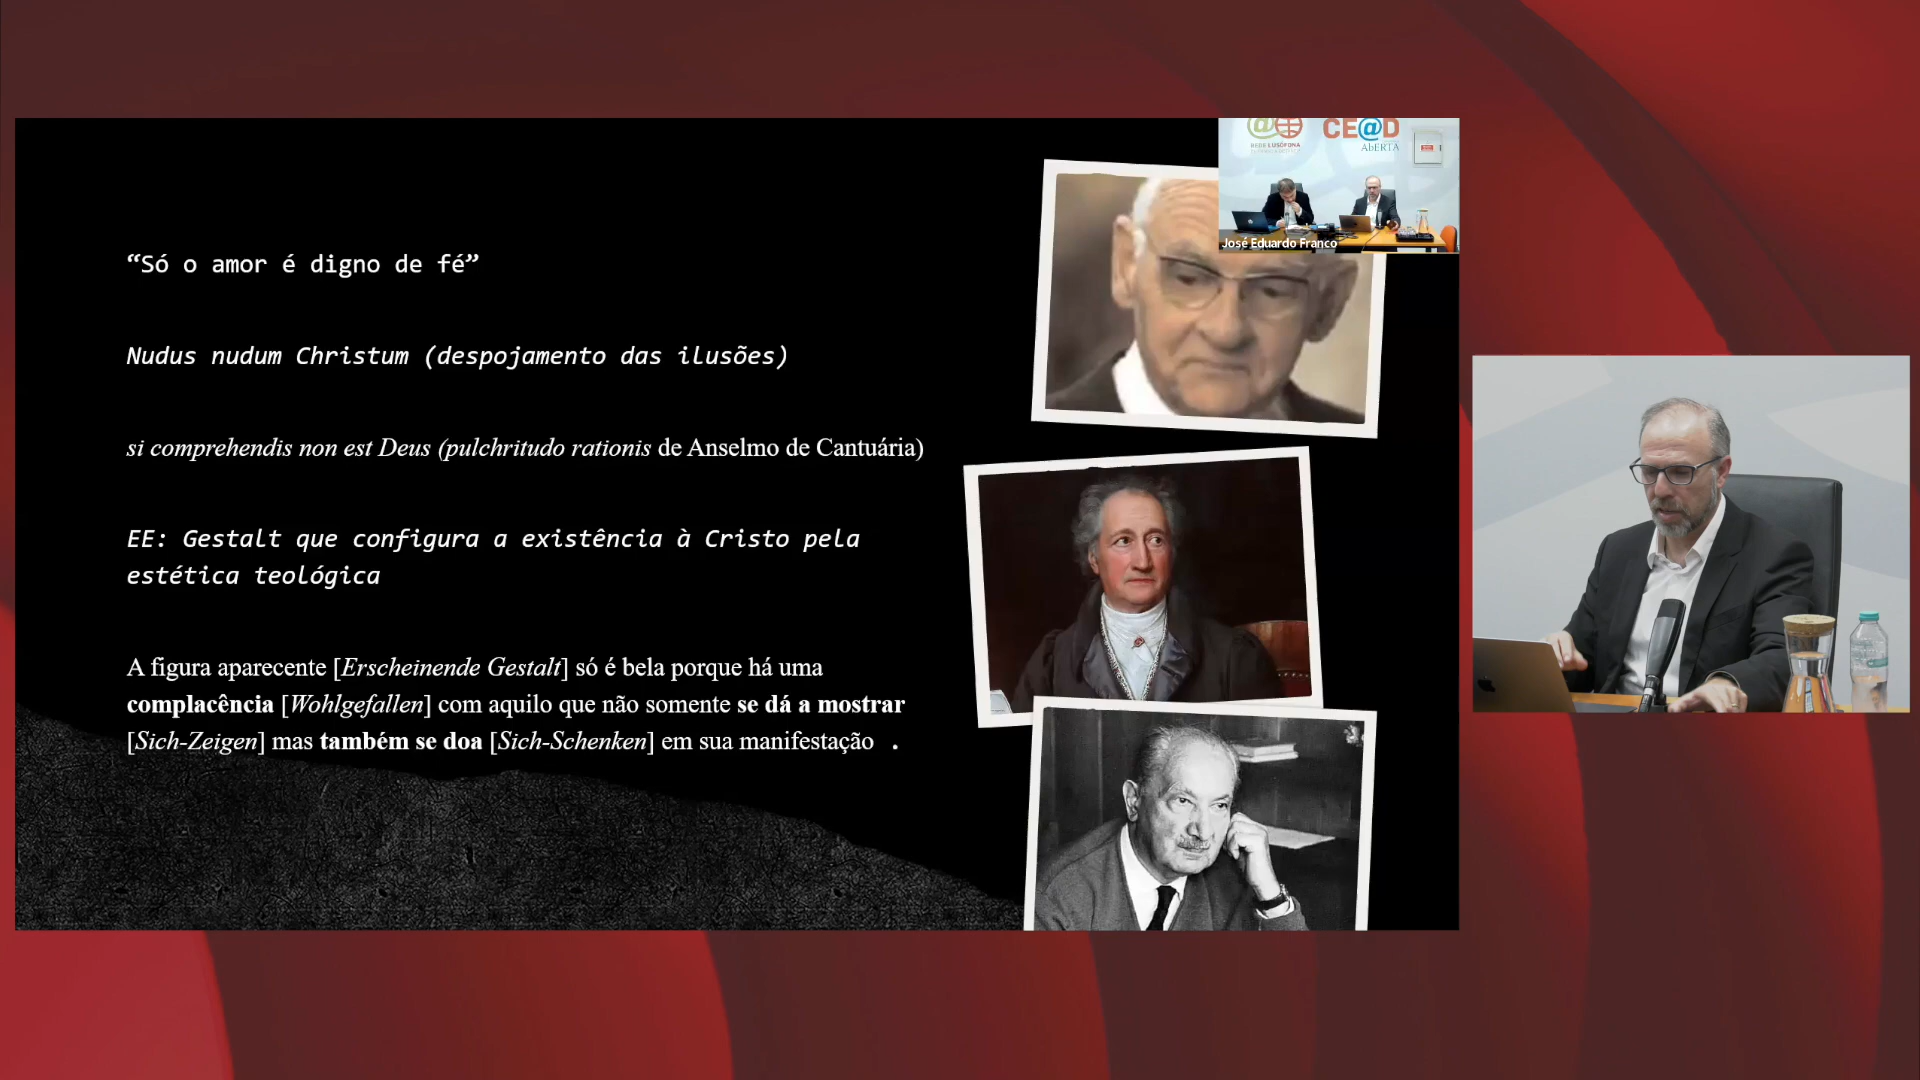 “Só o amor é digno de fé”
Nudus nudum Christum (despojamento das ilusões)
si comprehendis non est Deus (pulchritudo rationis de Anselmo de Cantuária)
EE: Gestalt que configura a existência à Cristo pela
estética teológica
A figura aparecente [Erscheinende Gestalt] só é bela porque há uma
complacência [Wohlgefallen] com aquilo que não somente se dá a mostrar
[Sich-Zeigen] mas também se doa [Sich-Schenken] em sua manifestação .
REDE LUSÓFONA
CE@D
AbERTA
José Eduardo Franco